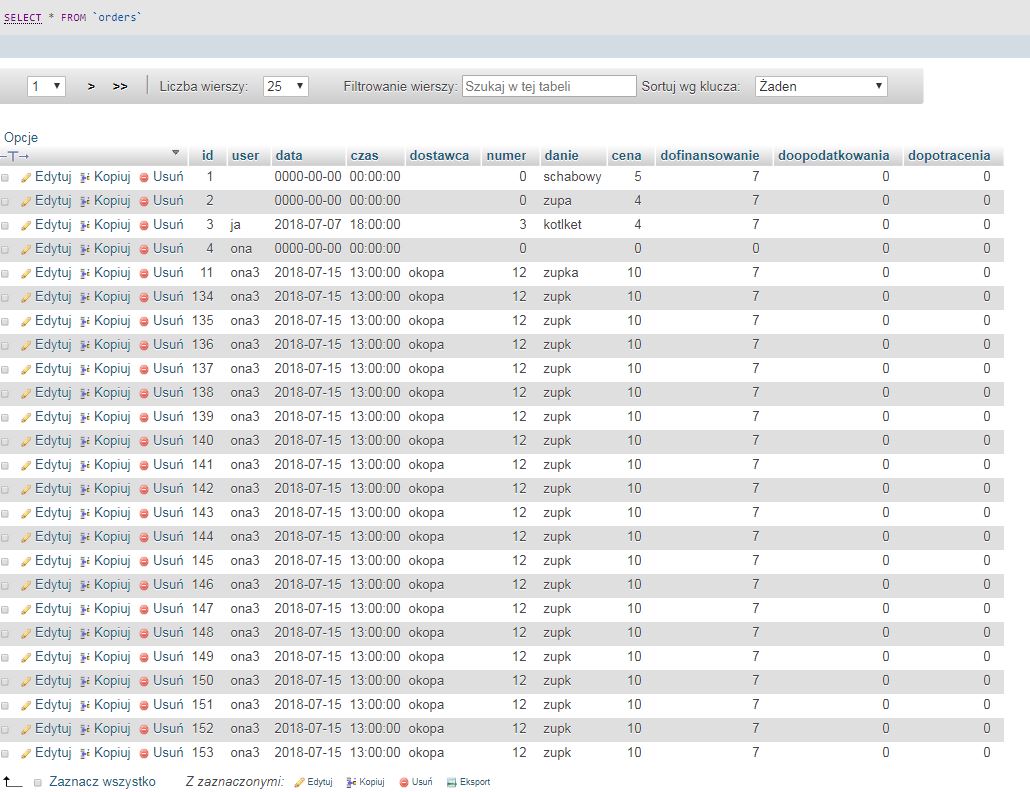 SELECT * FROM `orders`
1 > >> Liczba wierszy: 25 Filtrowanie wierszy: Szukaj w tej tabeli Sortuj wg klucza: Żaden
Opcje
←T→ id user data czas dostawca numer danie cena dofinansowanie doopodatkowania dopotracenia
Edytuj Kopiuj Usuń 1 0000-00-00 00:00:00 0 schabowy 5 7 0 0
Edytuj Kopiuj Usuń 2 0000-00-00 00:00:00 0 zupa 4 7 0 0
Edytuj Kopiuj Usuń 3 ja 2018-07-07 18:00:00 3 kotlket 4 7 0 0
Edytuj Kopiuj Usuń 4 ona 0000-00-00 00:00:00 0 0 0 0 0
Edytuj Kopiuj Usuń 11 ona3 2018-07-15 13:00:00 okopa 12 zupka 10 7 0 0
Edytuj Kopiuj Usuń 134 ona3 2018-07-15 13:00:00 okopa 12 zupk 10 7 0 0
Edytuj Kopiuj Usuń 135 ona3 2018-07-15 13:00:00 okopa 12 zupk 10 7 0 0
Edytuj Kopiuj Usuń 136 ona3 2018-07-15 13:00:00 okopa 12 zupk 10 7 0 0
Edytuj Kopiuj Usuń 137 ona3 2018-07-15 13:00:00 okopa 12 zupk 10 7 0 0
Edytuj Kopiuj Usuń 138 ona3 2018-07-15 13:00:00 okopa 12 zupk 10 7 0 0
Edytuj Kopiuj Usuń 139 ona3 2018-07-15 13:00:00 okopa 12 zupk 10 7 0 0
Edytuj Kopiuj Usuń 140 ona3 2018-07-15 13:00:00 okopa 12 zupk 10 7 0 0
Edytuj Kopiuj Usuń 141 ona3 2018-07-15 13:00:00 okopa 12 zupk 10 7 0 0
Edytuj Kopiuj Usuń 142 ona3 2018-07-15 13:00:00 okopa 12 zupk 10 7 0 0
Edytuj Kopiuj Usuń 143 ona3 2018-07-15 13:00:00 okopa 12 zupk 10 7 0 0
Edytuj Kopiuj Usuń 144 ona3 2018-07-15 13:00:00 okopa 12 zupk 10 7 0 0
Edytuj Kopiuj Usuń 145 ona3 2018-07-15 13:00:00 okopa 12 zupk 10 7 0 0
Edytuj Kopiuj Usuń 146 ona3 2018-07-15 13:00:00 okopa 12 zupk 10 7 0 0
Edytuj Kopiuj Usuń 147 ona3 2018-07-15 13:00:00 okopa 12 zupk 10 7 0 0
Edytuj Kopiuj Usuń 148 ona3 2018-07-15 13:00:00 okopa 12 zupk 10 7 0 0
Edytuj Kopiuj Usuń 149 ona3 2018-07-15 13:00:00 okopa 12 zupk 10 7 0 0
Edytuj Kopiuj Usuń 150 ona3 2018-07-15 13:00:00 okopa 12 zupk 10 7 0 0
Edytuj Kopiuj Usuń 151 ona3 2018-07-15 13:00:00 okopa 12 zupk 10 7 0 0
Edytuj Kopiuj Usuń 152 ona3 2018-07-15 13:00:00 okopa 12 zupk 10 7 0 0
Edytuj Kopiuj Usuń 153 ona3 2018-07-15 13:00:00 okopa 12 zupk 10 7 0 0
Zaznacz wszystko Z zaznaczonymi: Edytuj Kopiuj Usuń Eksport